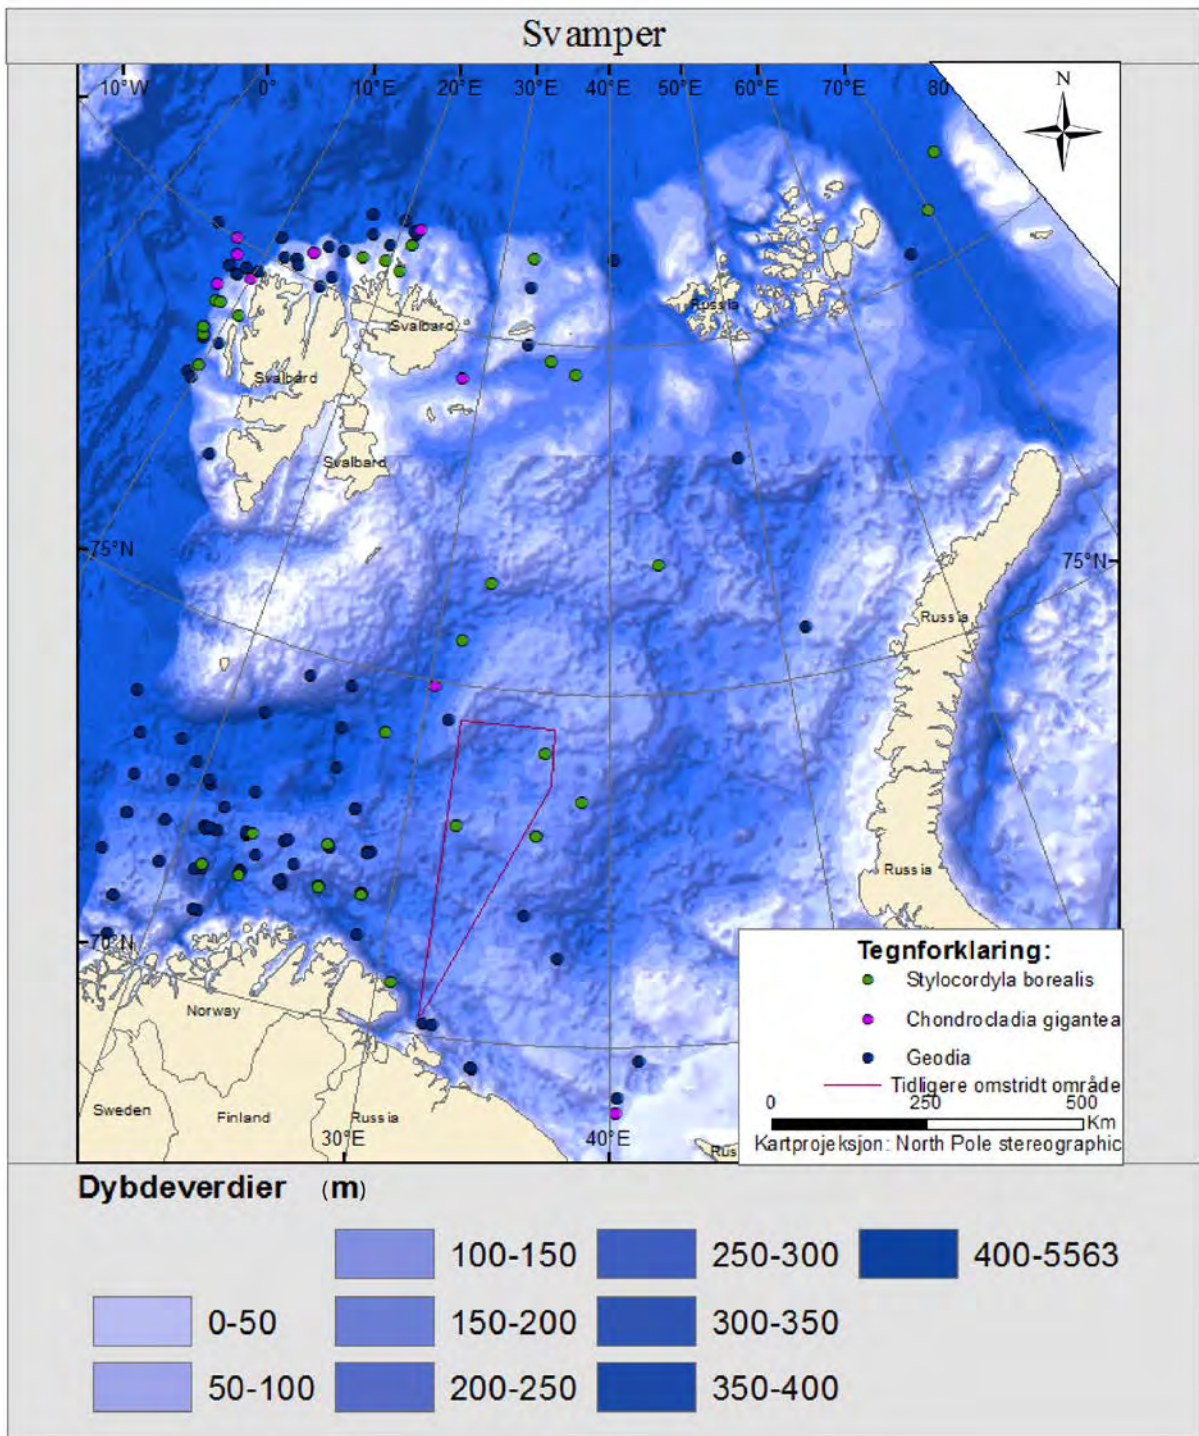 Svamper
10°W 0° 10°E 20°E 30°E 40°E 50°E 60°E 70°E 80
N
Russia
Svalbard
Svalbard
Svalbard
75°N
75°N
Russia
Russia
70°N
Norway
Sweden
Finland
Russia
30°E
40°E
Rus
Tegnforklaring:
Stylocordyla borealis
Chondrocladia gigantea
Geodia
Tidligere omstridt område
0 250 500
Km
Kartprojeksjon: North Pole stereographic
Dybdeverdier (m)
100-150 250-300 400-5563
0-50 150-200 300-350
50-100 200-250 350-400